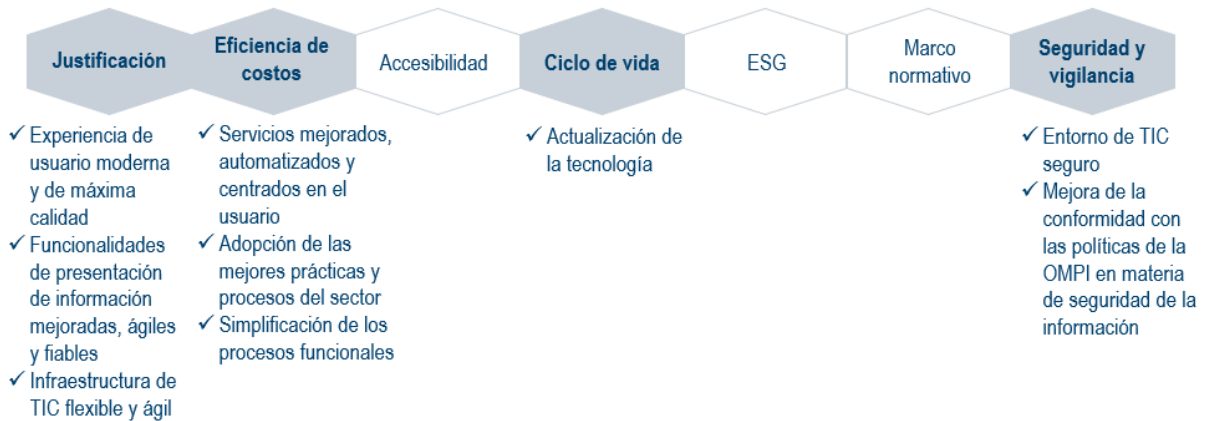 Justificación
Eficiencia de
costos
Accesibilidad
Ciclo de vida
ESG
Marco
normativo
Seguridad y
vigilancia
✓ Experiencia de
usuario moderna
y de máxima
calidad
✓ Funcionalidades
de presentación
de información
mejoradas, ágiles
y fiables
✓ Infraestructura de
TIC flexible y ágil
✓ Servicios mejorados,
automatizados y
centrados en el
usuario
✓ Adopción de las
mejores prácticas y
procesos del sector
✓ Simplificación de los
procesos funcionales
✓ Actualización de
la tecnología
✓ Entorno de TIC
seguro
✓ Mejora de la
conformidad con
las políticas de la
OMPI en materia
de seguridad de la
información